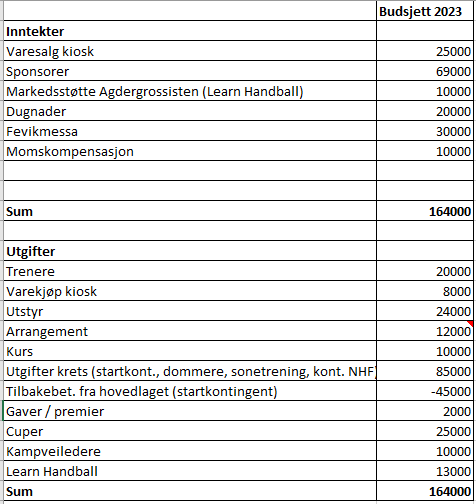 Budsjett 2023
Inntekter
Varesalg kiosk 25000
Sponsorer 69000
Markedsstøtte Agdergrossisten (Learn Handball) 10000
Dugnader 20000
Fevikmessa 30000
Momskompensasjon 10000
Sum 164000
Utgifter
Trenere 20000
Varekjøp kiosk 8000
Utstyr 24000
Arrangement 12000
Kurs 10000
Utgifter krets (startkont., dommere, sonetrening, kont. NHF) 85000
Tilbakebet. fra hovedlaget (startkontingent) -45000
Gaver / premier 2000
Cuper 25000
Kampveiledere 10000
Learn Handball 13000
Sum 164000